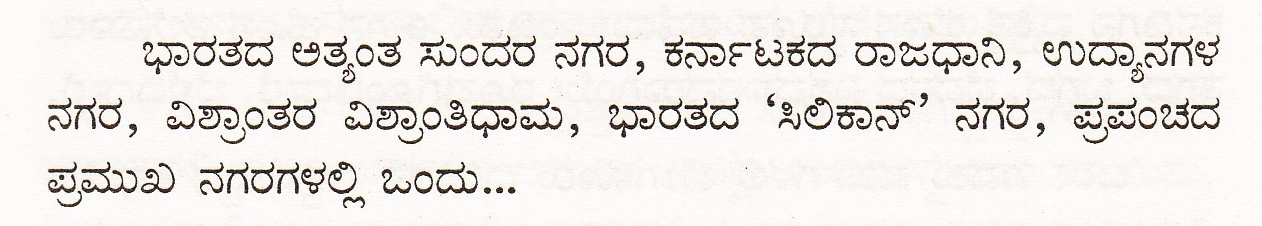 ಭಾರತದ ಅತ್ಯಂತ ಸುಂದರ ನಗರ, ಕರ್ನಾಟಕದ ರಾಜಧಾನಿ, ಉದ್ಯಾನಗಳ
ನಗರ, ವಿಶ್ರಾಂತರ ವಿಶ್ರಾಂತಿಧಾಮ, ಭಾರತದ ‘ಸಿಲಿಕಾನ್’ ನಗರ, ಪ್ರಪಂಚದ
ಪ್ರಮುಖ ನಗರಗಳಲ್ಲಿ ಒಂದು...